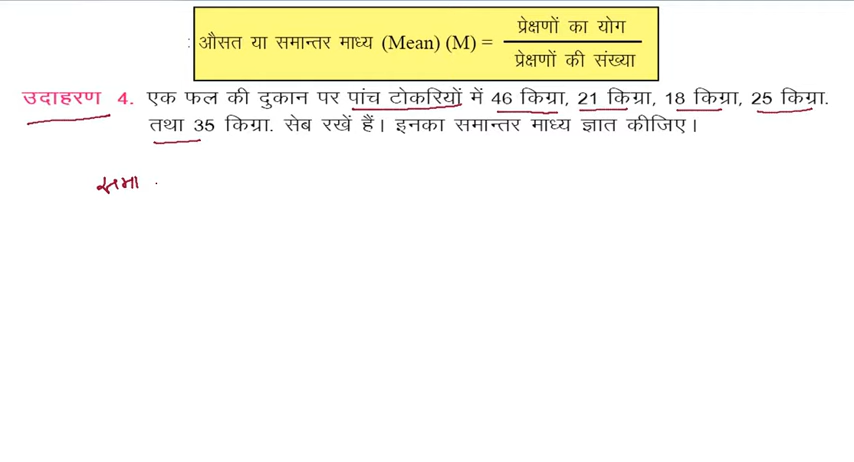 : औसत या समान्तर माध्य (Mean) (M) = प्रेक्षणों का योग
प्रेक्षणों की संख्या
उदाहरण 4. एक फल की दुकान पर पांच टोकरियों में 46 किग्रा, 21 किग्रा, 18 किग्रा, 25 किग्रा.
तथा 35 किग्रा. सेब रखें हैं। इनका समान्तर माध्य ज्ञात कीजिए।
समा